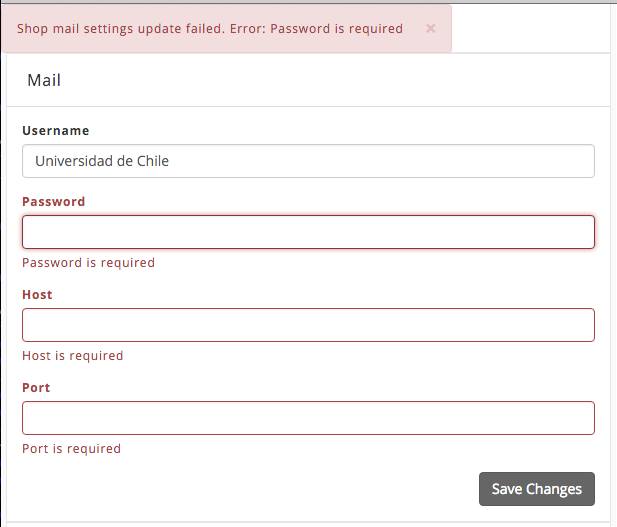 Shop mail settings update failed. Error: Password is required ×
Mail
Username
Universidad de Chile
Password
Password is required
Host
Host is required
Port
Port is required
Save Changes